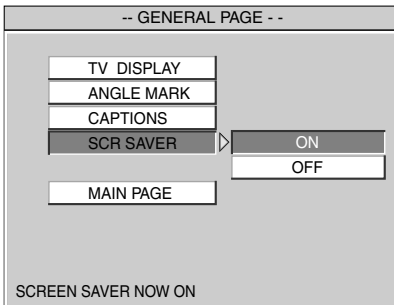 -- GENERAL PAGE - -
TV DISPLAY
ANGLE MARK
CAPTIONS
SCR SAVER ON
OFF
MAIN PAGE
SCREEN SAVER NOW ON